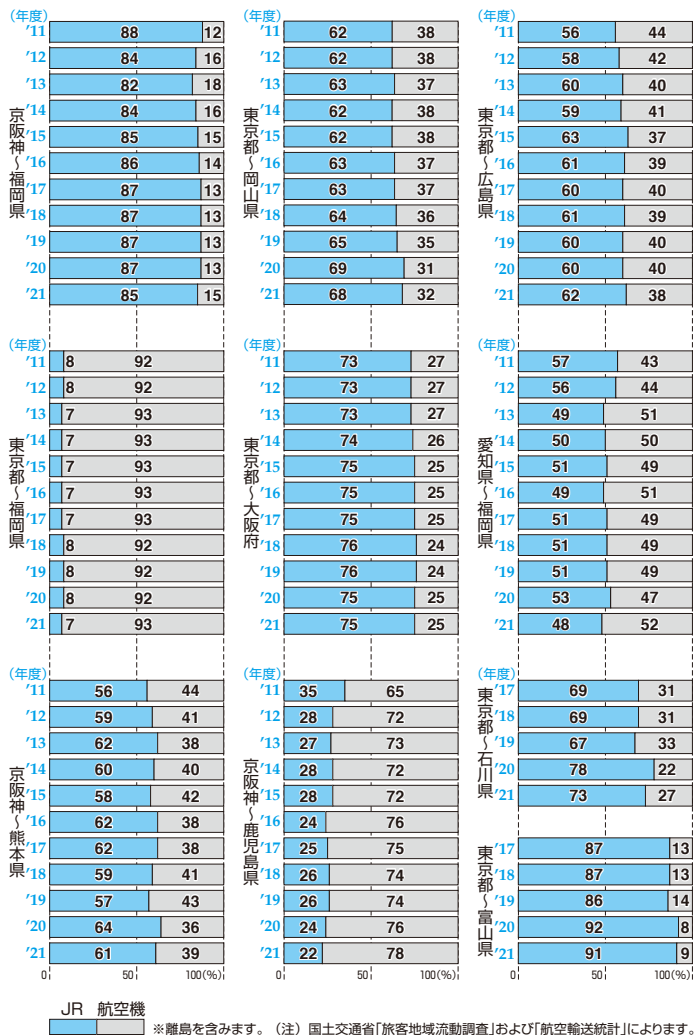 (年度)
京阪神～福岡県
'11 88 12
'12 84 16
'13 82 18
'14 84 16
'15 85 15
'16 86 14
'17 87 13
'18 87 13
'19 87 13
'20 87 13
'21 85 15
東京都～岡山県
'11 62 38
'12 62 38
'13 63 37
'14 62 38
'15 62 38
'16 63 37
'17 63 37
'18 64 36
'19 65 35
'20 69 31
'21 68 32
(年度)
東京都～広島県
'11 56 44
'12 58 42
'13 60 40
'14 59 41
'15 63 37
'16 61 39
'17 60 40
'18 61 39
'19 60 40
'20 60 40
'21 62 38
(年度)
東京都～福岡県
'11 8 92
'12 8 92
'13 7 93
'14 7 93
'15 7 93
'16 7 93
'17 7 93
'18 8 92
'19 8 92
'20 8 92
'21 7 93
(年度)
東京都～大阪府
'11 73 27
'12 73 27
'13 73 27
'14 74 26
'15 75 25
'16 75 25
'17 75 25
'18 76 24
'19 76 24
'20 75 25
'21 75 25
(年度)
愛知県～福岡県
'11 57 43
'12 56 44
'13 49 51
'14 50 50
'15 51 49
'16 49 51
'17 51 49
'18 51 49
'19 51 49
'20 53 47
'21 48 52
(年度)
京阪神～熊本県
'11 56 44
'12 59 41
'13 62 38
'14 60 40
'15 58 42
'16 62 38
'17 62 38
'18 59 41
'19 57 43
'20 64 36
'21 61 39
0 50 100(%)
(年度)
京阪神～鹿児島県
'11 35 65
'12 28 72
'13 27 73
'14 28 72
'15 28 72
'16 24 76
'17 25 75
'18 26 74
'19 26 74
'20 24 76
'21 22 78
0 50 100(%)
(年度)
東京都～石川県
'17 69 31
'18 69 31
'19 67 33
'20 78 22
'21 73 27
東京都～富山県
'17 87 13
'18 87 13
'19 86 14
'20 92 8
'21 91 9
0 50 100(%)
JR 航空機
※離島を含みます。（注）国土交通省「旅客地域流動調査」および「航空輸送統計」によります。